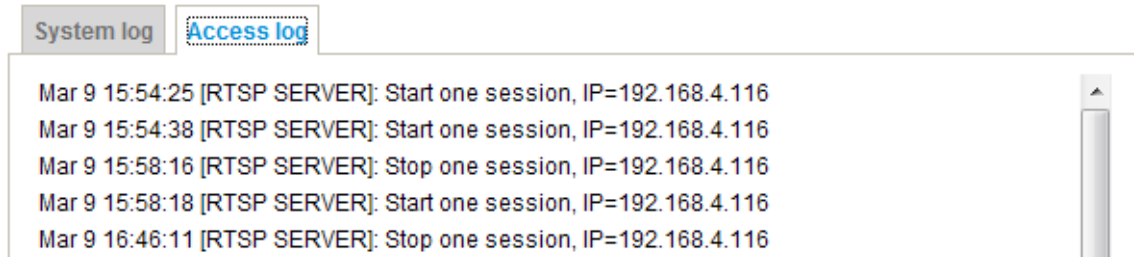 System log
Access log
Mar 9 15:54:25 [RTSP SERVER]: Start one session, IP=192.168.4.116
Mar 9 15:54:38 [RTSP SERVER]: Start one session, IP=192.168.4.116
Mar 9 15:58:16 [RTSP SERVER]: Stop one session, IP=192.168.4.116
Mar 9 15:58:18 [RTSP SERVER]: Start one session, IP=192.168.4.116
Mar 9 16:46:11 [RTSP SERVER]: Stop one session, IP=192.168.4.116